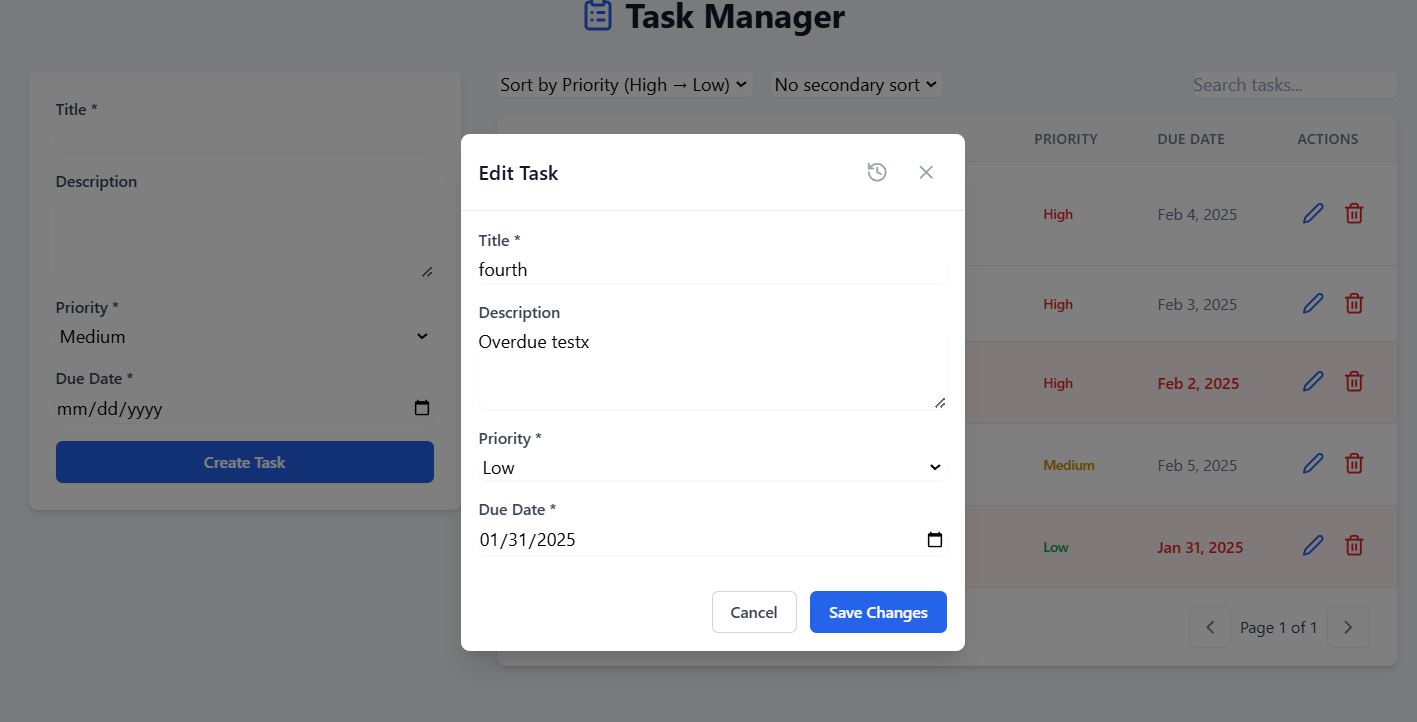 Task Manager
Title *
Description
Priority *
Medium
Due Date *
mm/dd/yyyy
Create Task
Sort by Priority (High → Low)
No secondary sort
Search tasks...
PRIORITY DUE DATE ACTIONS
High Feb 4, 2025
High Feb 3, 2025
High Feb 2, 2025
Medium Feb 5, 2025
Low Jan 31, 2025
Page 1 of 1
Edit Task
Title *
fourth
Description
Overdue testx
Priority *
Low
Due Date *
01/31/2025
Cancel
Save Changes